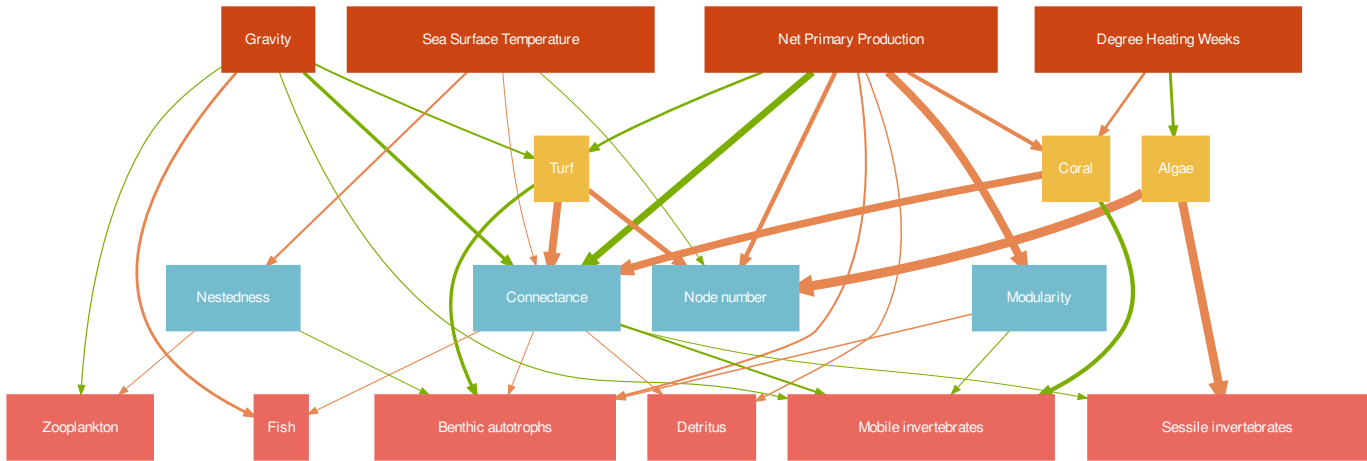 Gravity
Sea Surface Temperature
Net Primary Production
Degree Heating Weeks
Turf
Coral
Algae
Nestedness
Connectance
Node number
Modularity
Zooplankton
Fish
Benthic autotrophs
Detritus
Mobile invertebrates
Sessile invertebrates